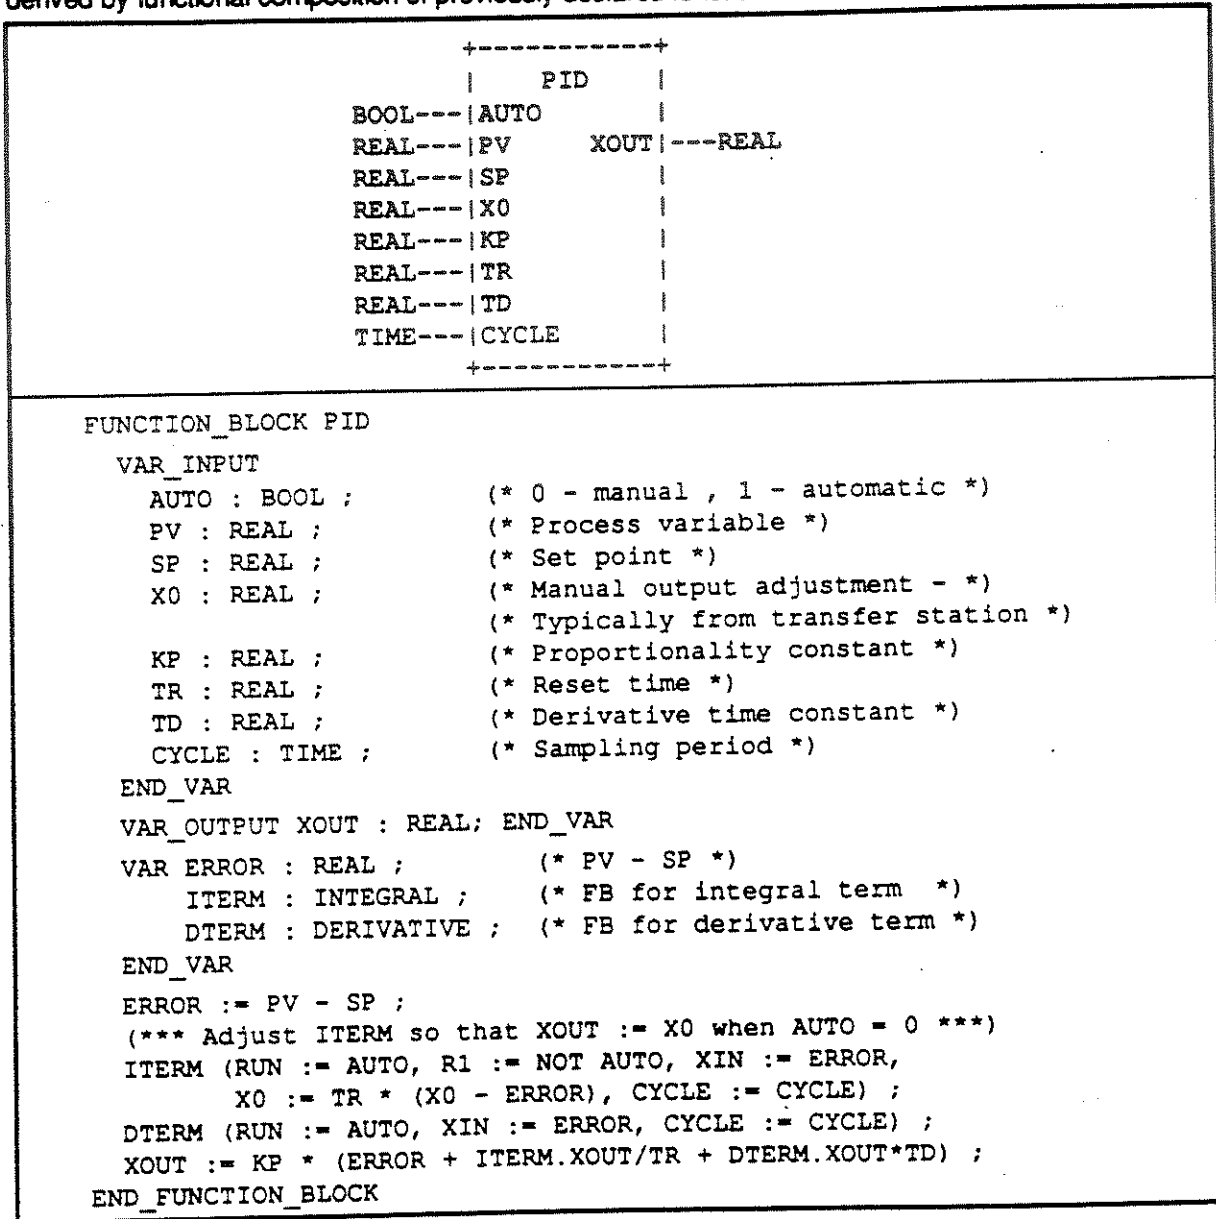 derived by functional composition of previously declared
+------------+
|    PID     |
BOOL---|AUTO        |
REAL---|PV      XOUT|---REAL
REAL---|SP          |
REAL---|X0          |
REAL---|KP          |
REAL---|TR          |
REAL---|TD          |
TIME---|CYCLE       |
+------------+
FUNCTION_BLOCK PID
VAR_INPUT
AUTO : BOOL ;          (* 0 - manual , 1 - automatic *)
PV : REAL ;            (* Process variable *)
SP : REAL ;            (* Set point *)
X0 : REAL ;            (* Manual output adjustment - *)
(* Typically from transfer station *)
KP : REAL ;            (* Proportionality constant *)
TR : REAL ;            (* Reset time *)
TD : REAL ;            (* Derivative time constant *)
CYCLE : TIME ;         (* Sampling period *)
END_VAR
VAR_OUTPUT XOUT : REAL; END_VAR
VAR ERROR : REAL ;          (* PV - SP *)
ITERM : INTEGRAL ;     (* FB for integral term  *)
DTERM : DERIVATIVE ;   (* FB for derivative term *)
END_VAR
ERROR := PV - SP ;
(*** Adjust ITERM so that XOUT := X0 when AUTO = 0 ***)
ITERM (RUN := AUTO, R1 := NOT AUTO, XIN := ERROR,
X0 := TR * (X0 - ERROR), CYCLE := CYCLE) ;
DTERM (RUN := AUTO, XIN := ERROR, CYCLE := CYCLE) ;
XOUT := KP * (ERROR + ITERM.XOUT/TR + DTERM.XOUT*TD) ;
END_FUNCTION_BLOCK